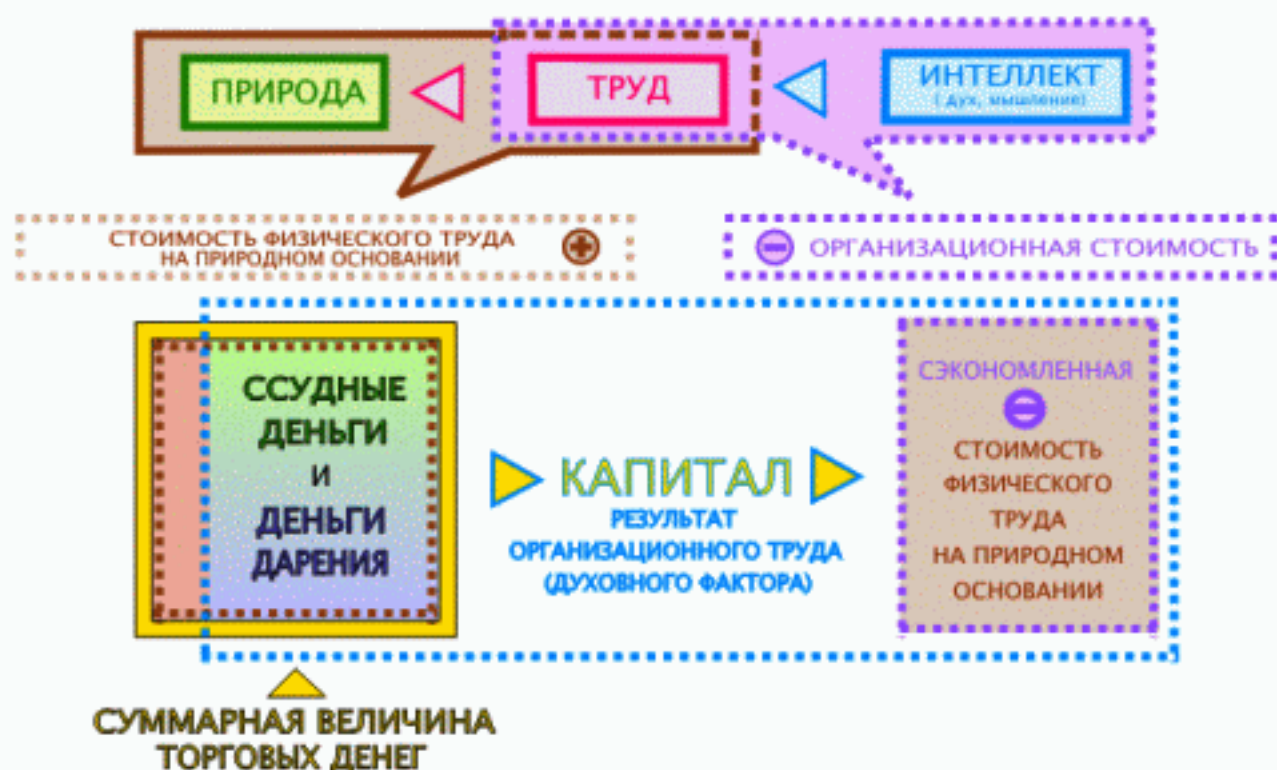 ПРИРОДА
ТРУД
ИНТЕЛЛЕКТ
( дух, мышление)
СТОИМОСТЬ ФИЗИЧЕСКОГО ТРУДА
НА ПРИРОДНОМ ОСНОВАНИИ
ОРГАНИЗАЦИОННАЯ СТОИМОСТЬ
ССУДНЫЕ
ДЕНЬГИ
И
ДЕНЬГИ
ДАРЕНИЯ
КАПИТАЛ
РЕЗУЛЬТАТ
ОРГАНИЗАЦИОННОГО ТРУДА
(ДУХОВНОГО ФАКТОРА)
СЭКОНОМЛЕННАЯ
СТОИМОСТЬ
ФИЗИЧЕСКОГО
ТРУДА
НА ПРИРОДНОМ
ОСНОВАНИИ
СУММАРНАЯ ВЕЛИЧИНА
ТОРГОВЫХ ДЕНЕГ